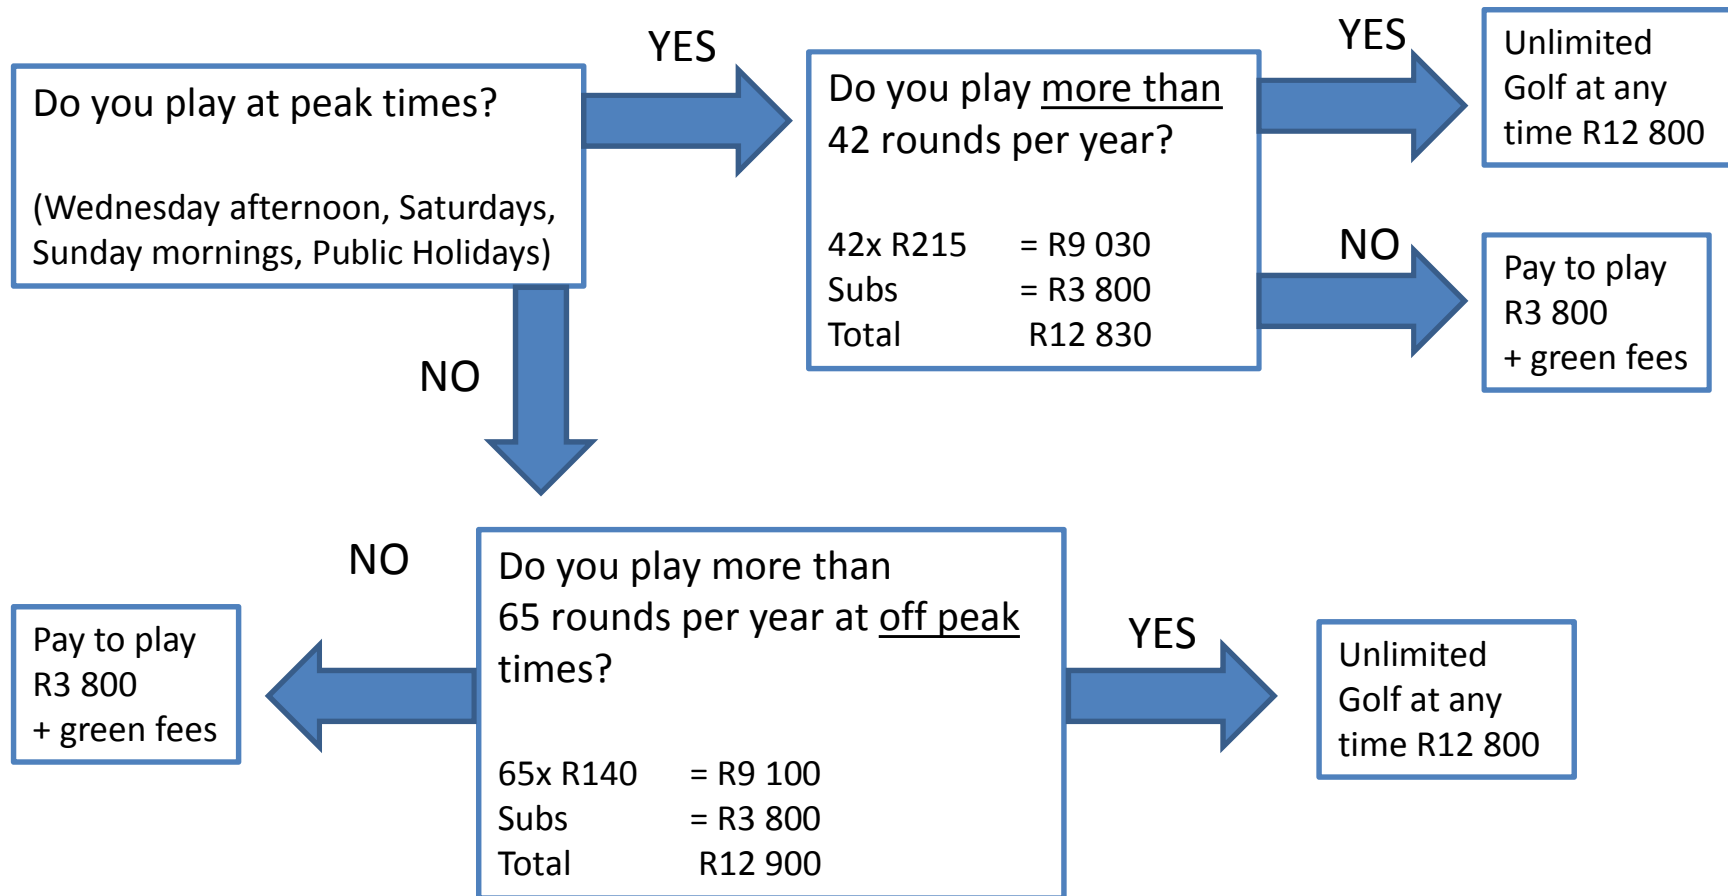 Do you play at peak times?
(Wednesday afternoon, Saturdays,
Sunday mornings, Public Holidays)
YES
Do you play more than
42 rounds per year?
42x R215 = R9 030
Subs = R3 800
Total R12 830
YES
Unlimited
Golf at any
time R12 800
NO
Pay to play
R3 800
+ green fees
NO
Do you play more than
65 rounds per year at off peak
times?
65x R140 = R9 100
Subs = R3 800
Total R12 900
NO
Pay to play
R3 800
+ green fees
YES
Unlimited
Golf at any
time R12 800